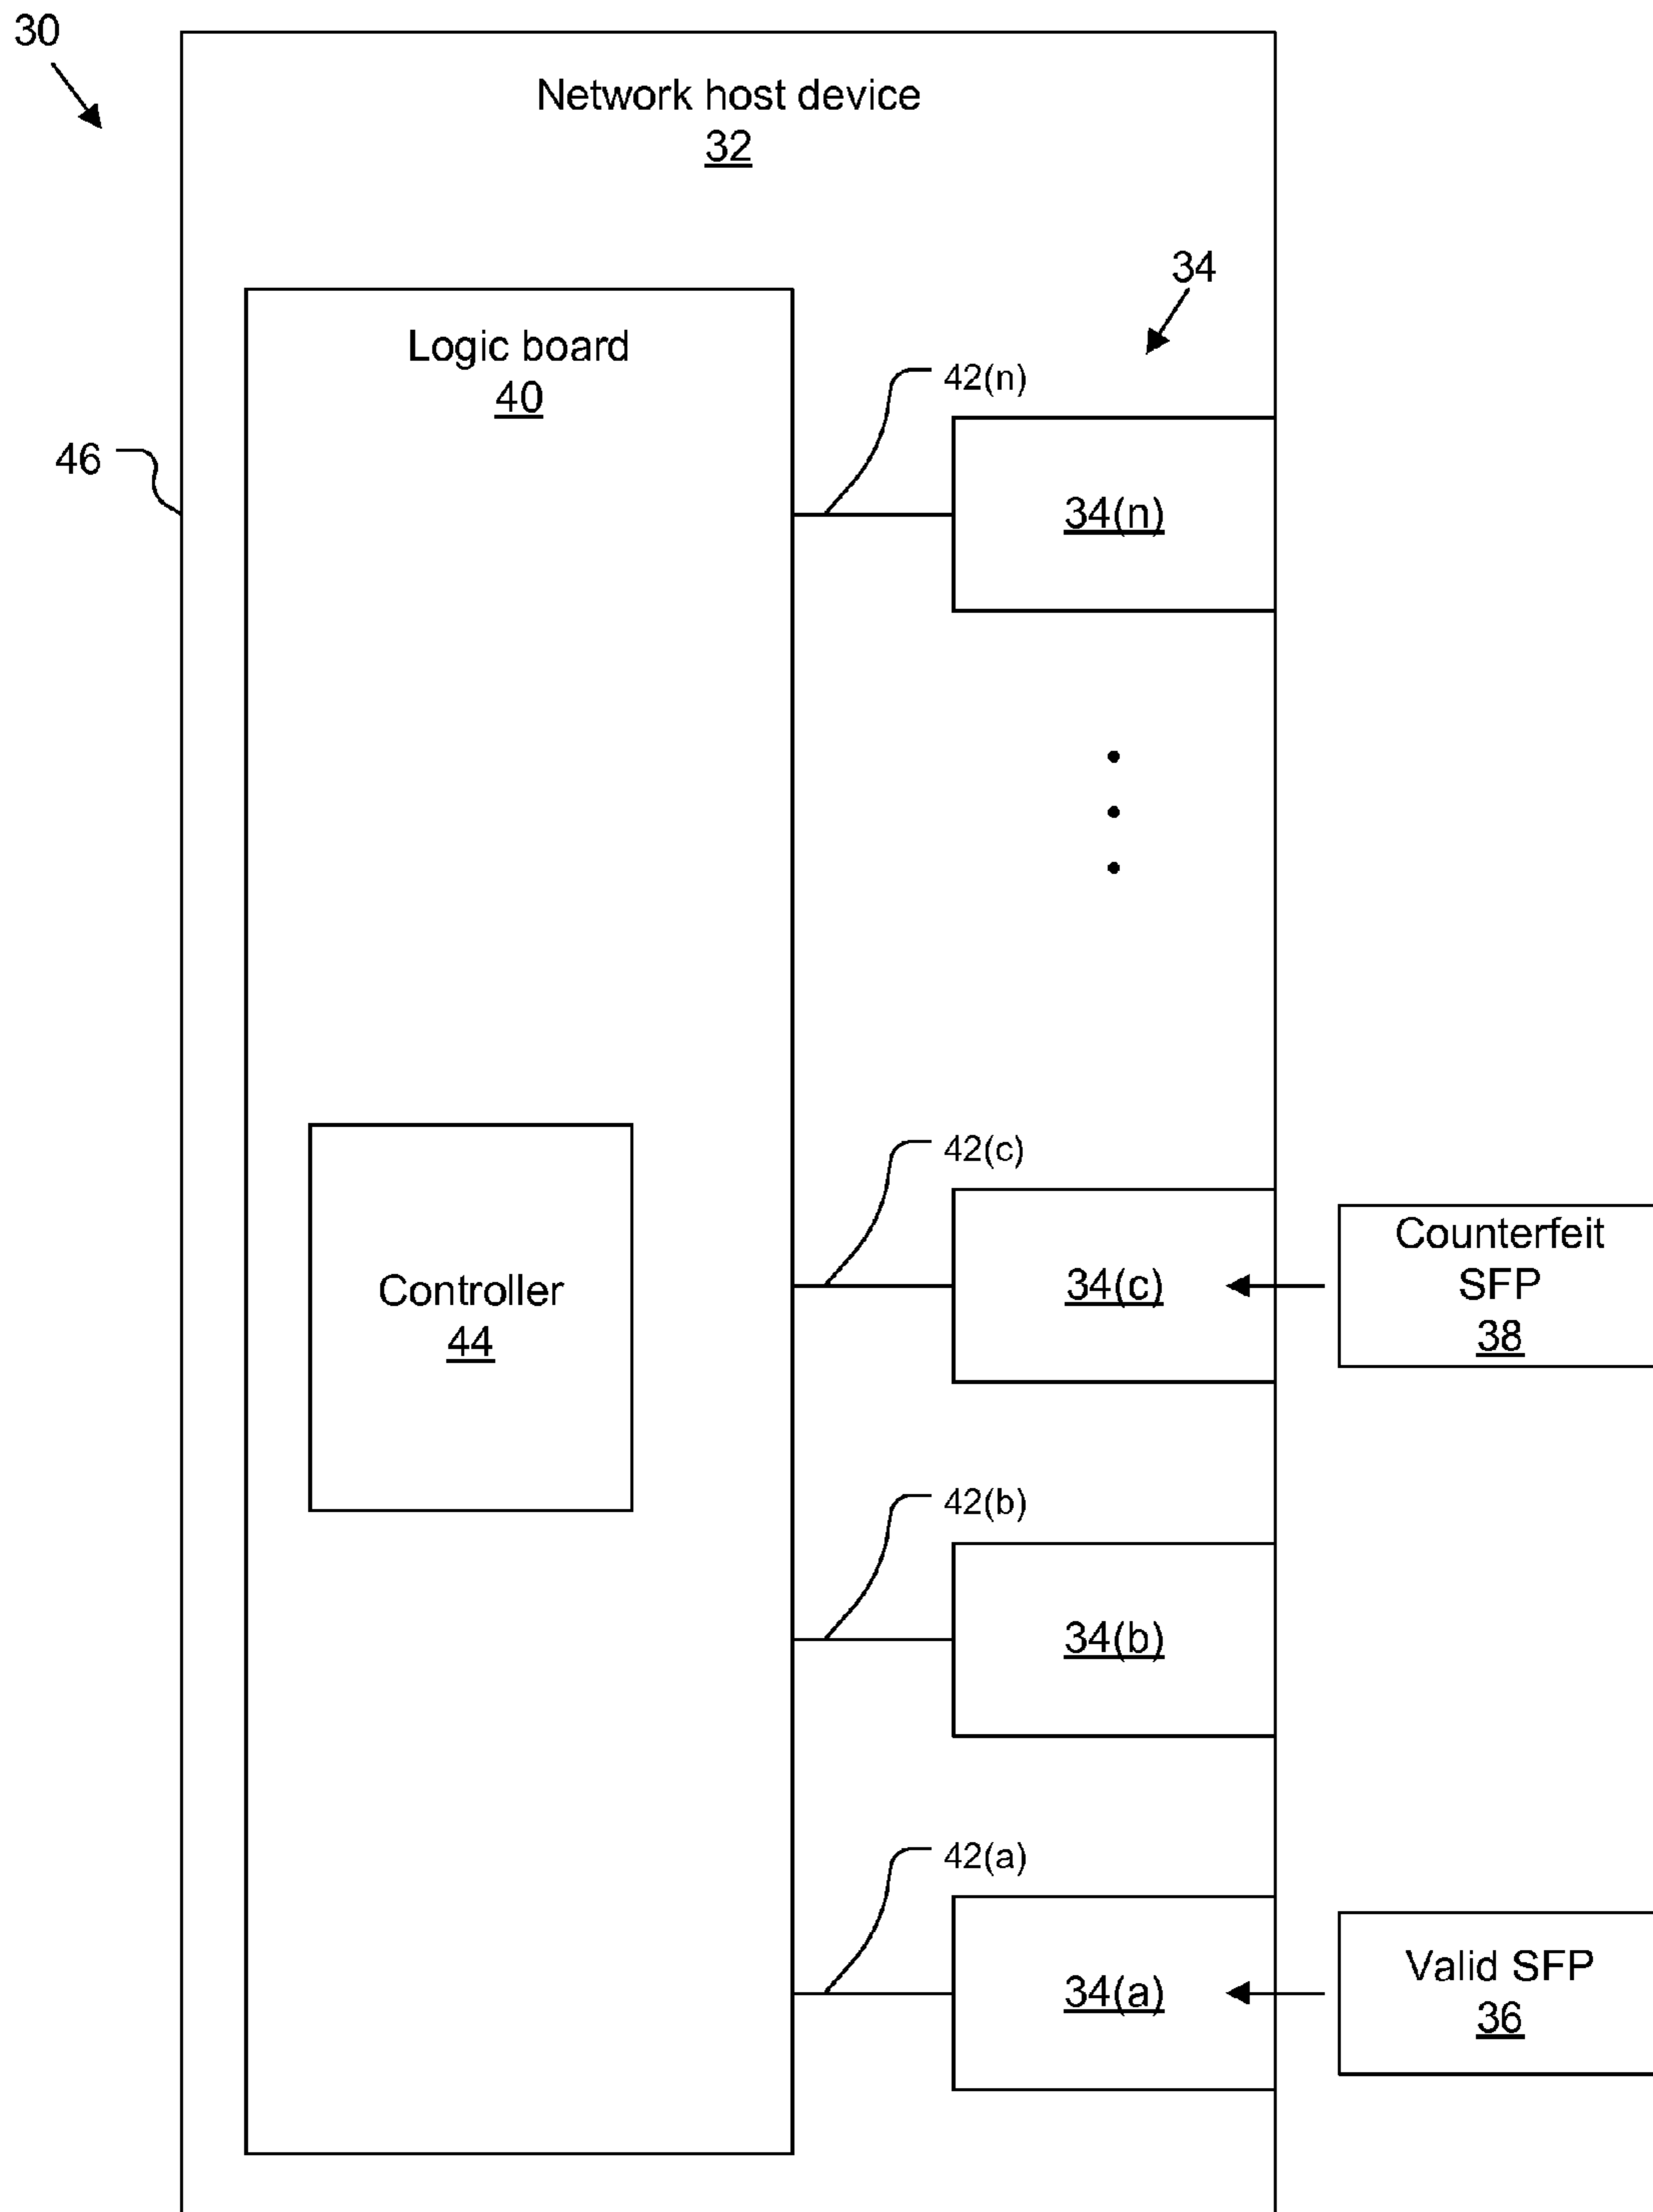 30
Network host device
32
34
Logic board
40
42(n)
46
34(n)
42(c)
Counterfeit
SFP
38
34(c)
Controller
44
42(b)
34(b)
42(a)
34(a)
Valid SFP
36